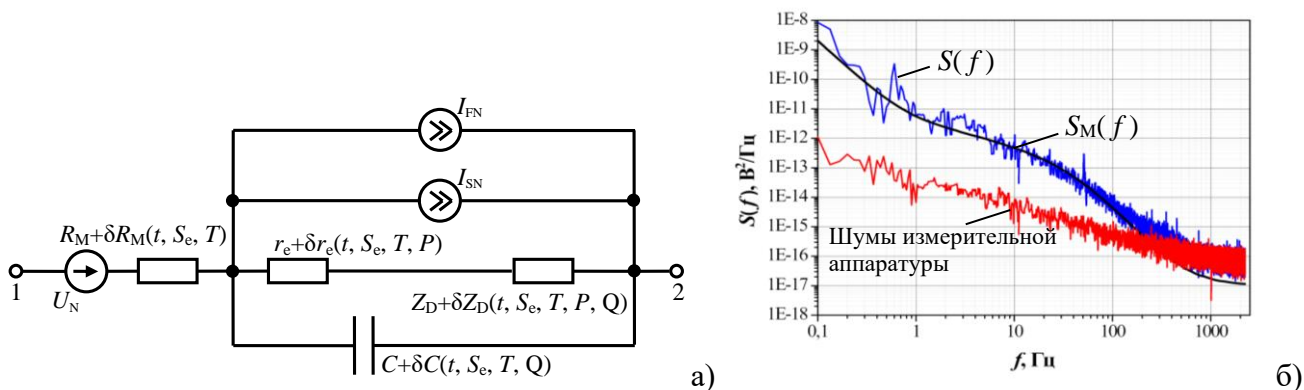 I_FN
I_SN
R_M+δR_M(t, S_e, T)
r_e+δr_e(t, S_e, T, P)
1
U_N
2
Z_D+δZ_D(t, S_e, T, P, Q)
C+δC(t, S_e, T, Q)
а)
1E-8
1E-9
1E-10
1E-11
1E-12
1E-13
1E-14
1E-15
1E-16
1E-17
1E-18
S(f), В²/Гц
S(f)
S_M(f)
Шумы измерительной
аппаратуры
0,1
1
10
100
1000
f, Гц
б)